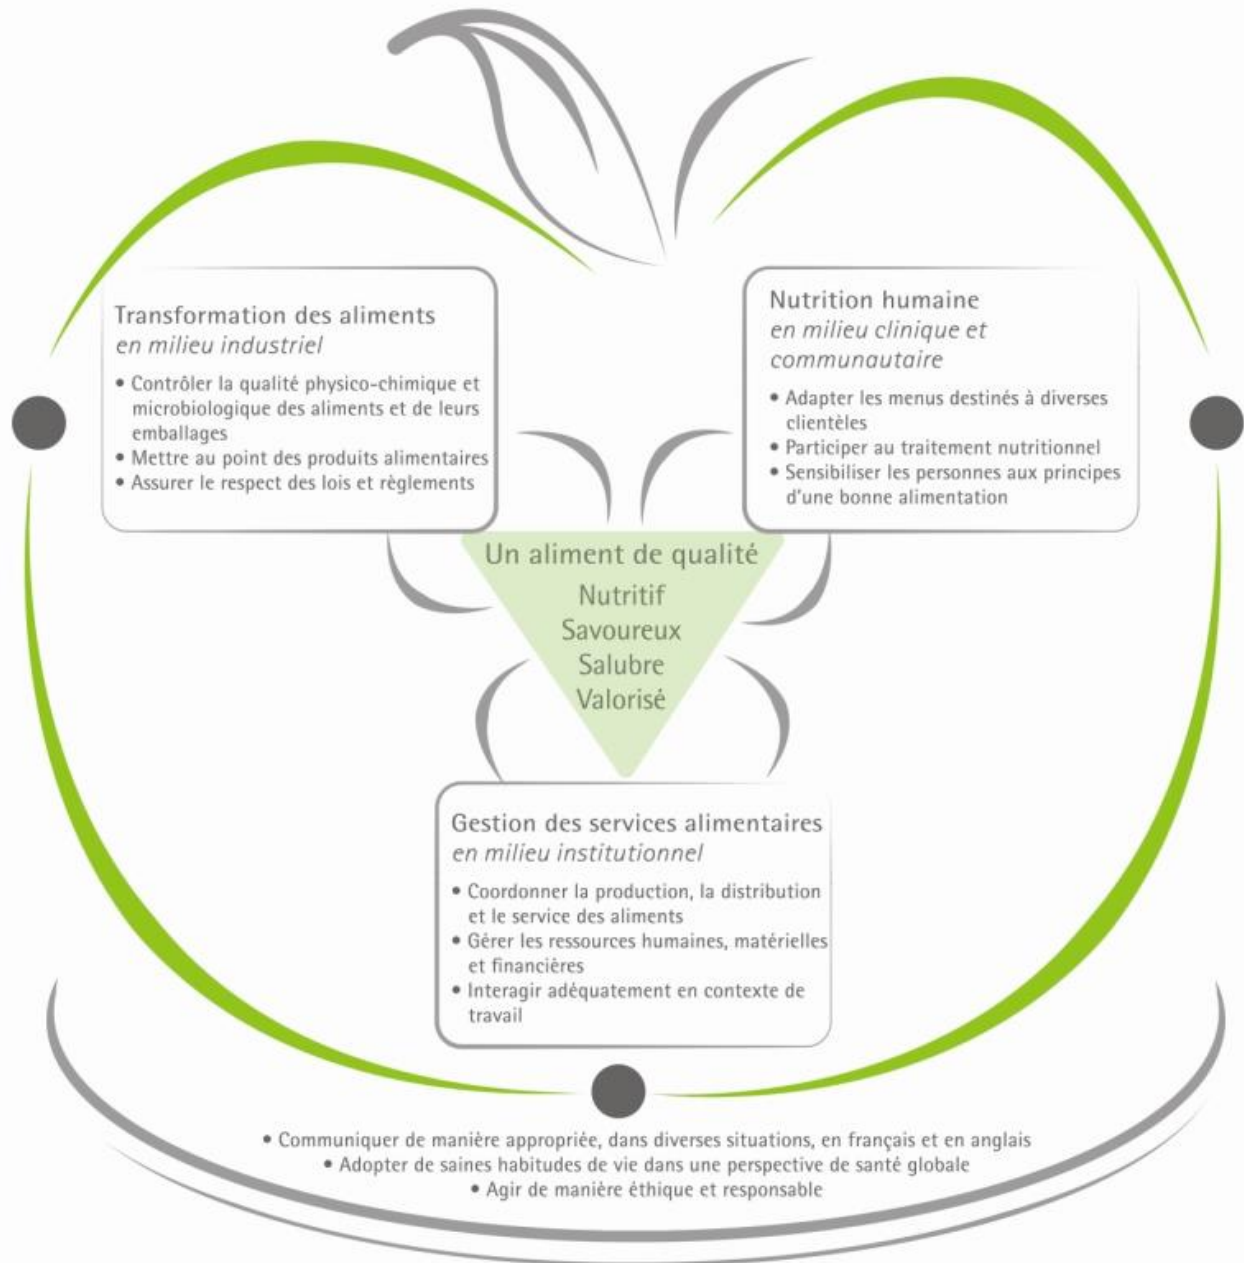 Transformation des aliments
en milieu industriel
• Contrôler la qualité physico-chimique et
microbiologique des aliments et de leurs
emballages
• Mettre au point des produits alimentaires
• Assurer le respect des lois et règlements
Nutrition humaine
en milieu clinique et
communautaire
• Adapter les menus destinés à diverses
clientèles
• Participer au traitement nutritionnel
• Sensibiliser les personnes aux principes
d'une bonne alimentation
Un aliment de qualité
Nutritif
Savoureux
Salubre
Valorisé
Gestion des services alimentaires
en milieu institutionnel
• Coordonner la production, la distribution
et le service des aliments
• Gérer les ressources humaines, matérielles
et financières
• Interagir adéquatement en contexte de
travail
• Communiquer de manière appropriée, dans diverses situations, en français et en anglais
• Adopter de saines habitudes de vie dans une perspective de santé globale
• Agir de manière éthique et responsable